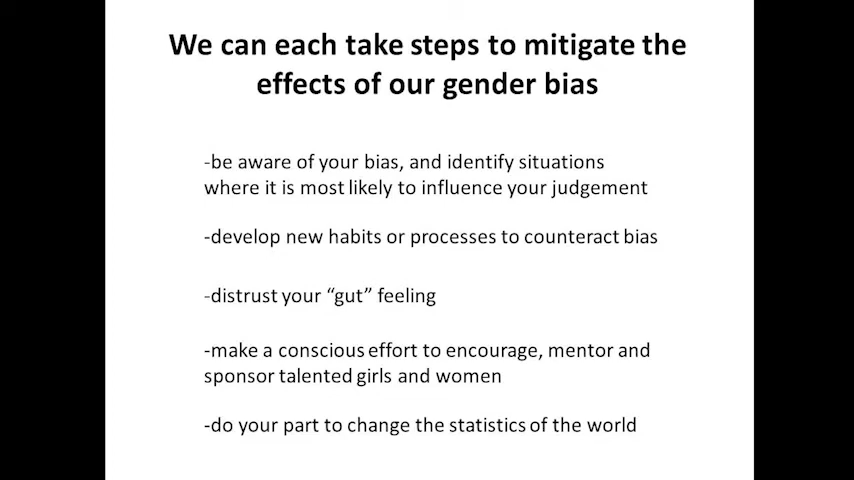 We can each take steps to mitigate the
effects of our gender bias
-be aware of your bias, and identify situations
where it is most likely to influence your judgement
-develop new habits or processes to counteract bias
-distrust your “gut” feeling
-make a conscious effort to encourage, mentor and
sponsor talented girls and women
-do your part to change the statistics of the world